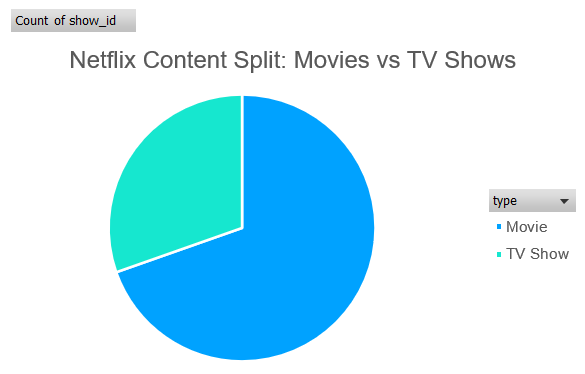 Count of show_id
Netflix Content Split: Movies vs TV Shows
type
Movie
TV Show